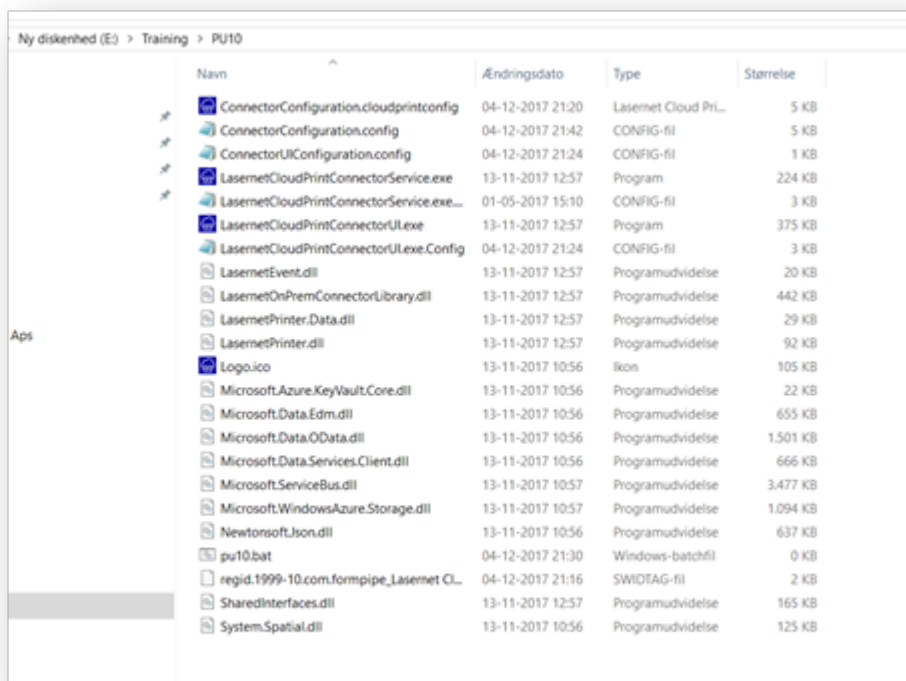 Ny diskenhed (E:) > Training > PU10
Navn Ændringsdato Type Størrelse
ConnectorConfiguration.cloudprintconfig 04-12-2017 21:20 Lasernet Cloud Pri... 5 KB
ConnectorConfiguration.config 04-12-2017 21:42 CONFIG-fil 5 KB
ConnectorUIConfiguration.config 04-12-2017 21:24 CONFIG-fil 1 KB
LasernetCloudPrintConnectorService.exe 13-11-2017 12:57 Program 224 KB
LasernetCloudPrintConnectorService.exe... 01-05-2017 15:10 CONFIG-fil 3 KB
LasernetCloudPrintConnectorUI.exe 13-11-2017 12:57 Program 375 KB
LasernetCloudPrintConnectorUI.exe.Config 04-12-2017 21:24 CONFIG-fil 3 KB
LasernetEvent.dll 13-11-2017 12:57 Programudvidelse 20 KB
LasernetOnPremConnectorLibrary.dll 13-11-2017 12:57 Programudvidelse 442 KB
LasernetPrinter.Data.dll 13-11-2017 12:57 Programudvidelse 29 KB
Aps
LasernetPrinter.dll 13-11-2017 12:57 Programudvidelse 92 KB
Logo.ico 13-11-2017 10:56 Ikon 105 KB
Microsoft.Azure.KeyVault.Core.dll 13-11-2017 10:56 Programudvidelse 22 KB
Microsoft.Data.Edm.dll 13-11-2017 10:56 Programudvidelse 655 KB
Microsoft.Data.OData.dll 13-11-2017 10:56 Programudvidelse 1.501 KB
Microsoft.Data.Services.Client.dll 13-11-2017 10:56 Programudvidelse 666 KB
Microsoft.ServiceBus.dll 13-11-2017 10:57 Programudvidelse 3.477 KB
Microsoft.WindowsAzure.Storage.dll 13-11-2017 10:57 Programudvidelse 1.094 KB
Newtonsoft.Json.dll 13-11-2017 10:56 Programudvidelse 637 KB
pu10.bat 04-12-2017 21:30 Windows-batchfil 0 KB
regid.1999-10.com.formpipe_Lasernet Cl... 04-12-2017 21:16 SWIDTAG-fil 2 KB
SharedInterfaces.dll 13-11-2017 12:57 Programudvidelse 165 KB
System.Spatial.dll 13-11-2017 10:56 Programudvidelse 125 KB